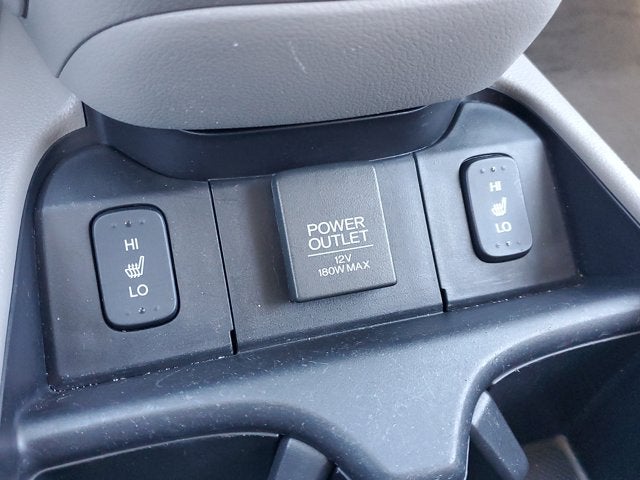 HI
LO
POWER
OUTLET
12V
180W MAX
HI
LO